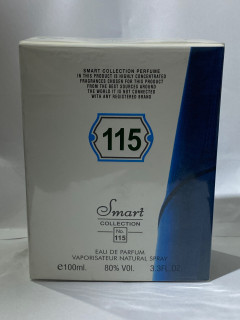 SMART COLLECTION PERFUME
IN THIS PRODUCT IS HIGHLY CONCENTRATED
FRAGRANCES CHOSEN FOR THIS PRODUCT
FROM THE BEST SOURCES AROUND
THE WORLD IT IS NOT CONNECTED
WITH ANY REGISTERED BRAND
115
Smart
COLLECTION
No.
115
EAU DE PARFUM
VAPORISATEUR NATURAL SPRAY
e100ml. 80% VOL. 3.3FL.OZ.